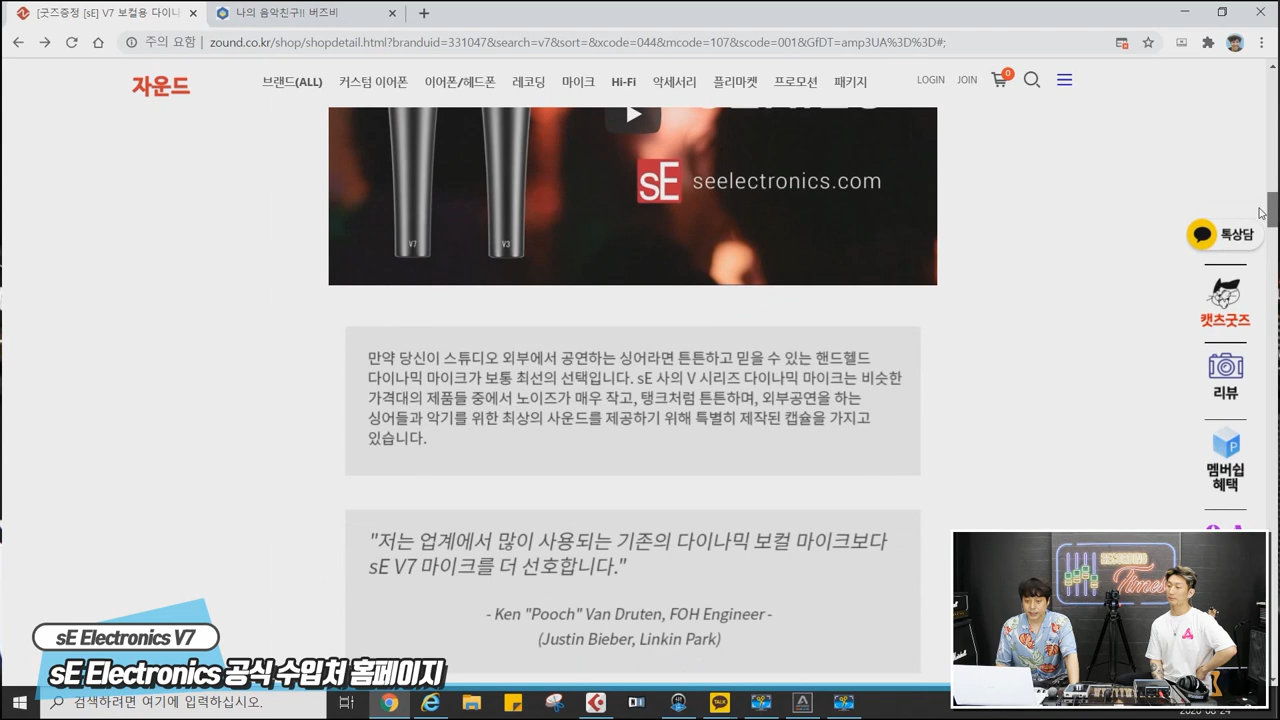 [굿즈증정 [sE] V7 보컬용 다이나
나의 음악친구!! 버즈비
주의 요함
zound.co.kr/shop/shopdetail.html?branduid=331047&search=v7&sort=&xcode=044&mcode=107&scode=001&GfDT=amp3UA%3D%3D#;
자운드
브랜드(ALL) 커스텀 이어폰 이어폰/헤드폰 레코딩 마이크 Hi-Fi 악세서리 플리마켓 프로모션 패키지
LOGIN JOIN 0
sE seelectronics.com
V7 V3
톡상담
캣츠굿즈
리뷰
P
멤버쉽
혜택
만약 당신이 스튜디오 외부에서 공연하는 싱어라면 튼튼하고 믿을 수 있는 핸드헬드
다이나믹 마이크가 보통 최선의 선택입니다. sE 사의 V 시리즈 다이나믹 마이크는 비슷한
가격대의 제품들 중에서 노이즈가 매우 작고, 탱크처럼 튼튼하며, 외부공연을 하는
싱어들과 악기를 위한 최상의 사운드를 제공하기 위해 특별히 제작된 캡슐을 가지고
있습니다.
"저는 업계에서 많이 사용되는 기존의 다이나믹 보컬 마이크보다
sE V7 마이크를 더 선호합니다."
- Ken "Pooch" Van Druten, FOH Engineer -
(Justin Bieber, Linkin Park)
RECORDING
Times
sE Electronics V7
sE Electronics 공식 수입처 홈페이지
검색하려면 여기에 입력하십시오.
TALK
2020-08-24